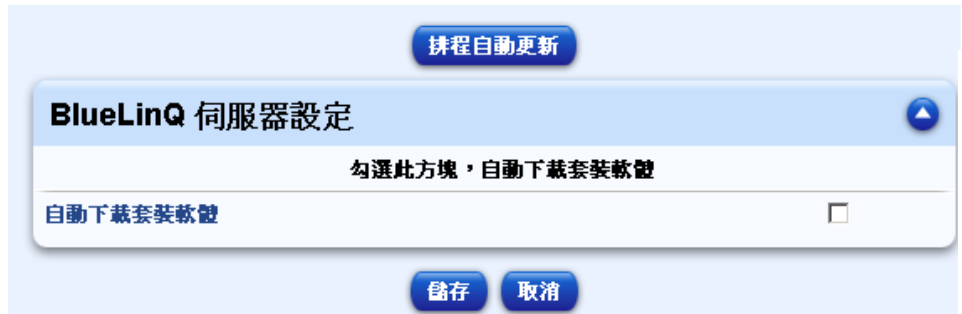 排程自動更新
BlueLinQ 伺服器設定
勾選此方塊，自動下載套裝軟體
自動下載套裝軟體
儲存 取消